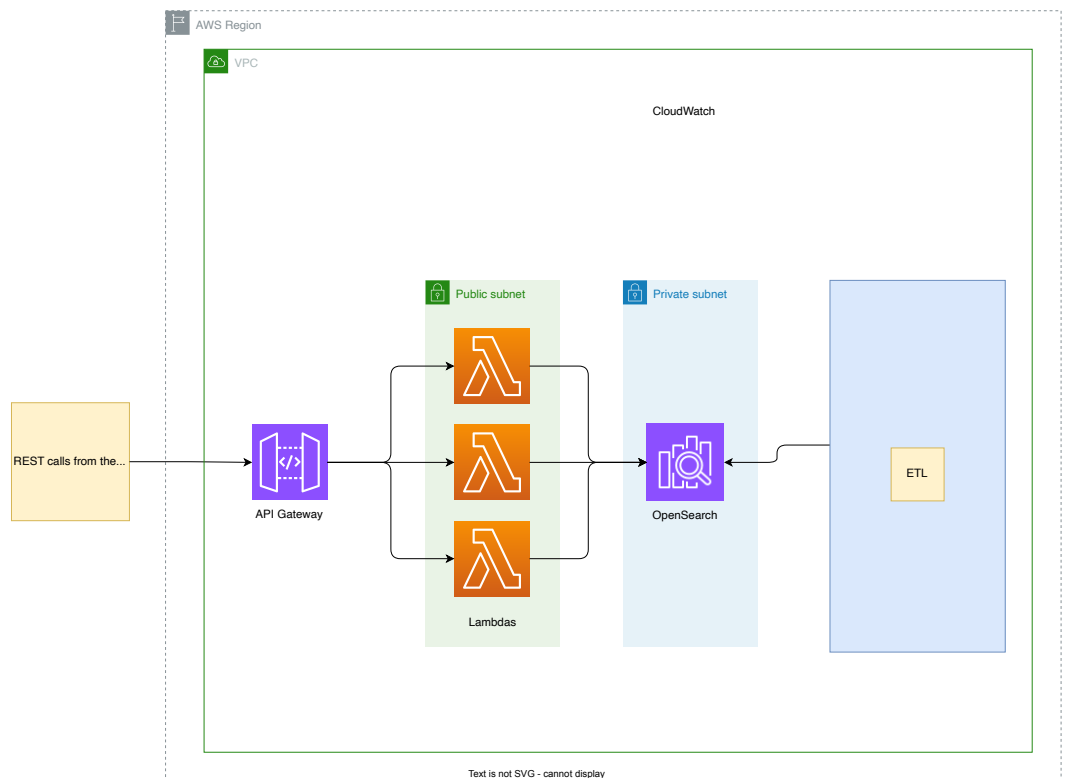 AWS Region
VPC
CloudWatch
Public subnet
Private subnet
REST calls from the...
ETL
API Gateway
OpenSearch
Lambdas
Text is not SVG - cannot display